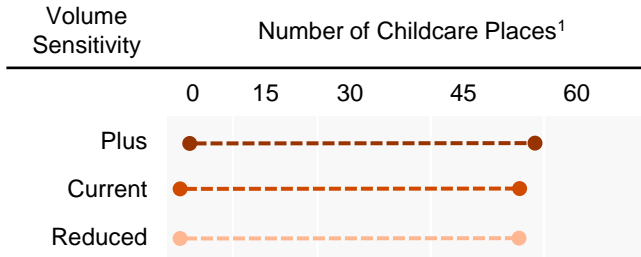 Volume
Sensitivity
Number of Childcare Places¹
0 15 30 45 60
Plus
Current
Reduced